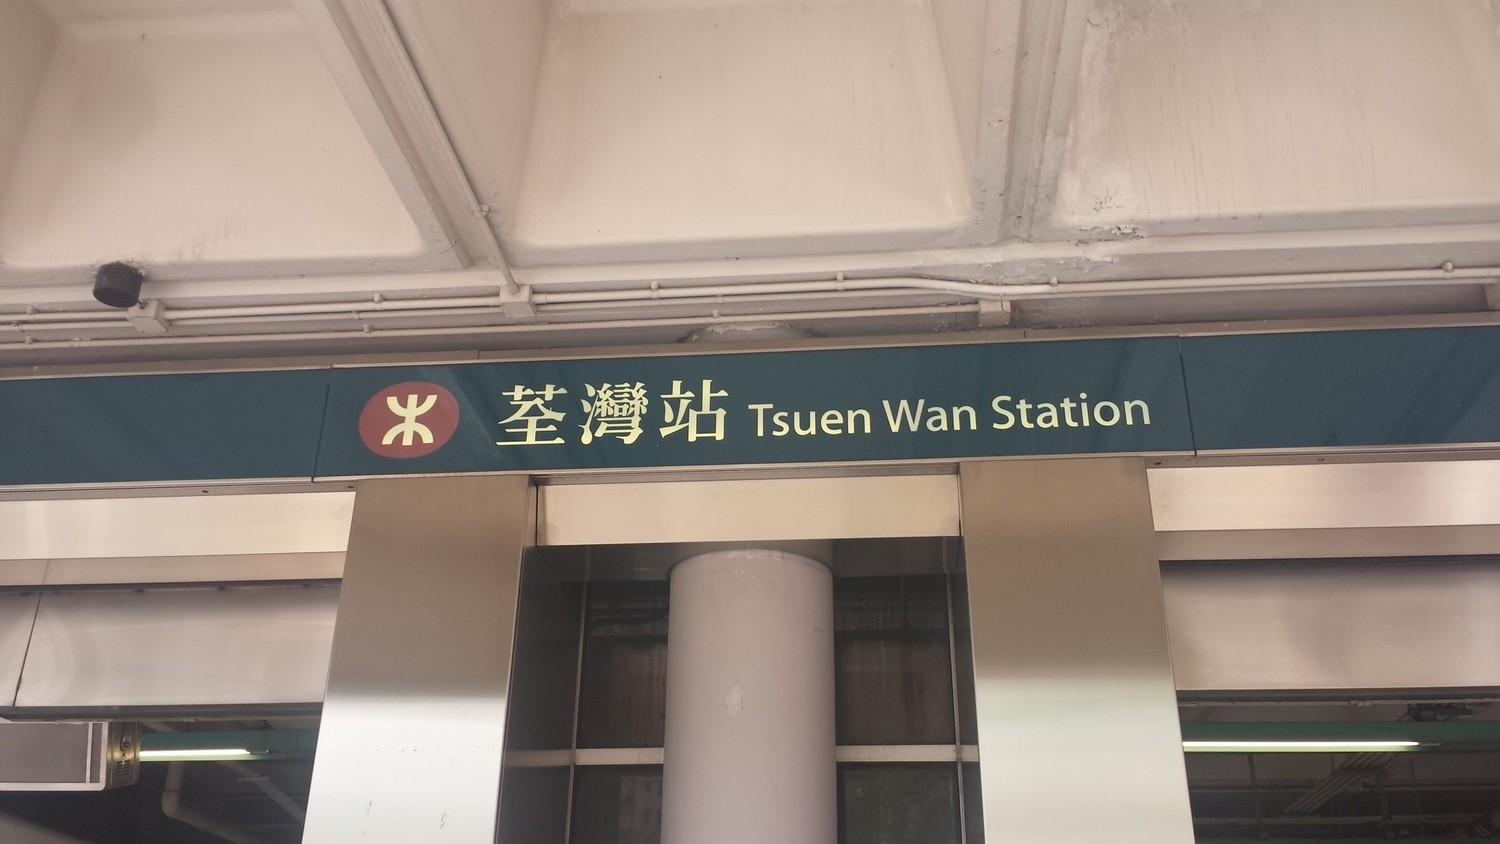 荃灣站 Tsuen Wan Station